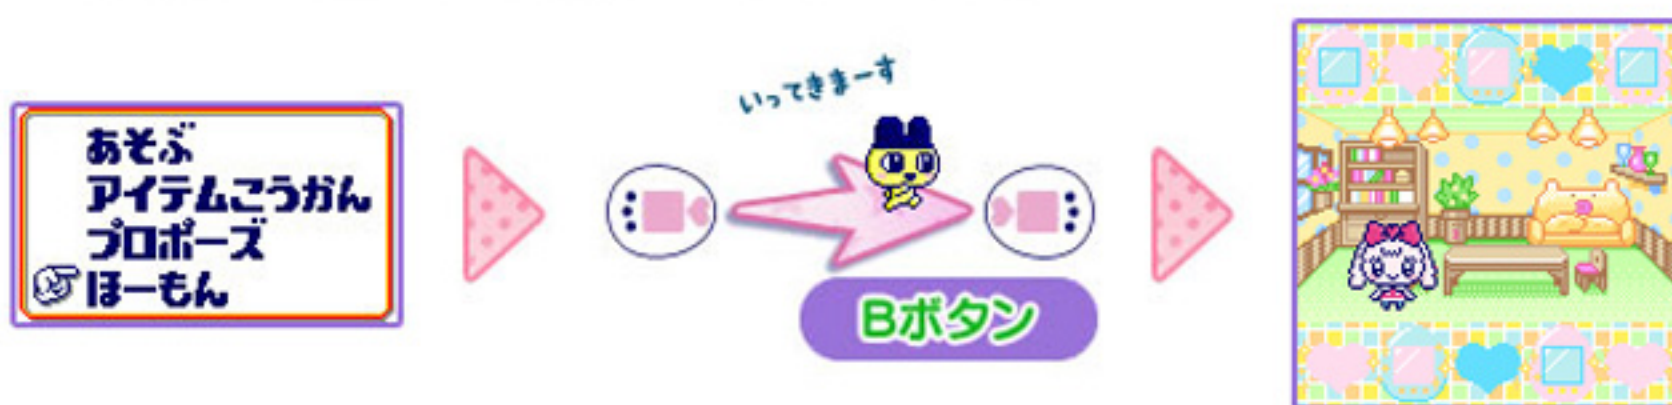 あそぶ
アイテムこうかん
プロポーズ
ほーもん
いってきまーす
Bボタン